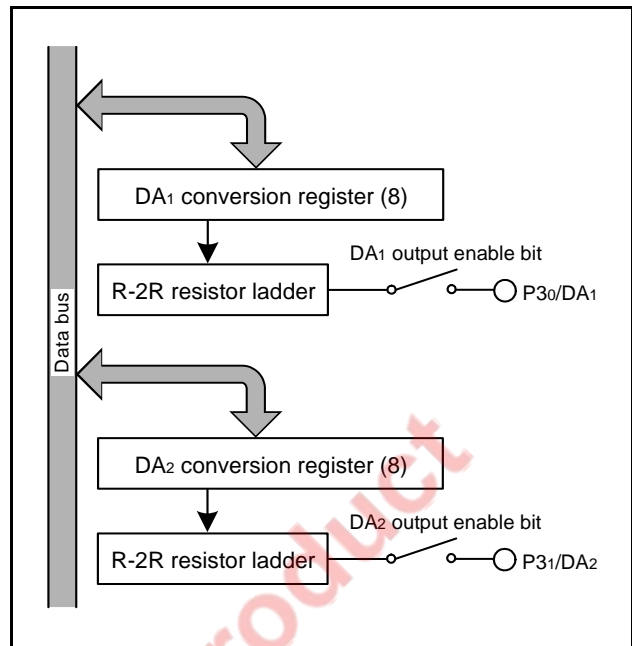 DA1 conversion register (8)
DA1 output enable bit
R-2R resistor ladder
P30/DA1
Data bus
DA2 conversion register (8)
DA2 output enable bit
R-2R resistor ladder
P31/DA2
roduct